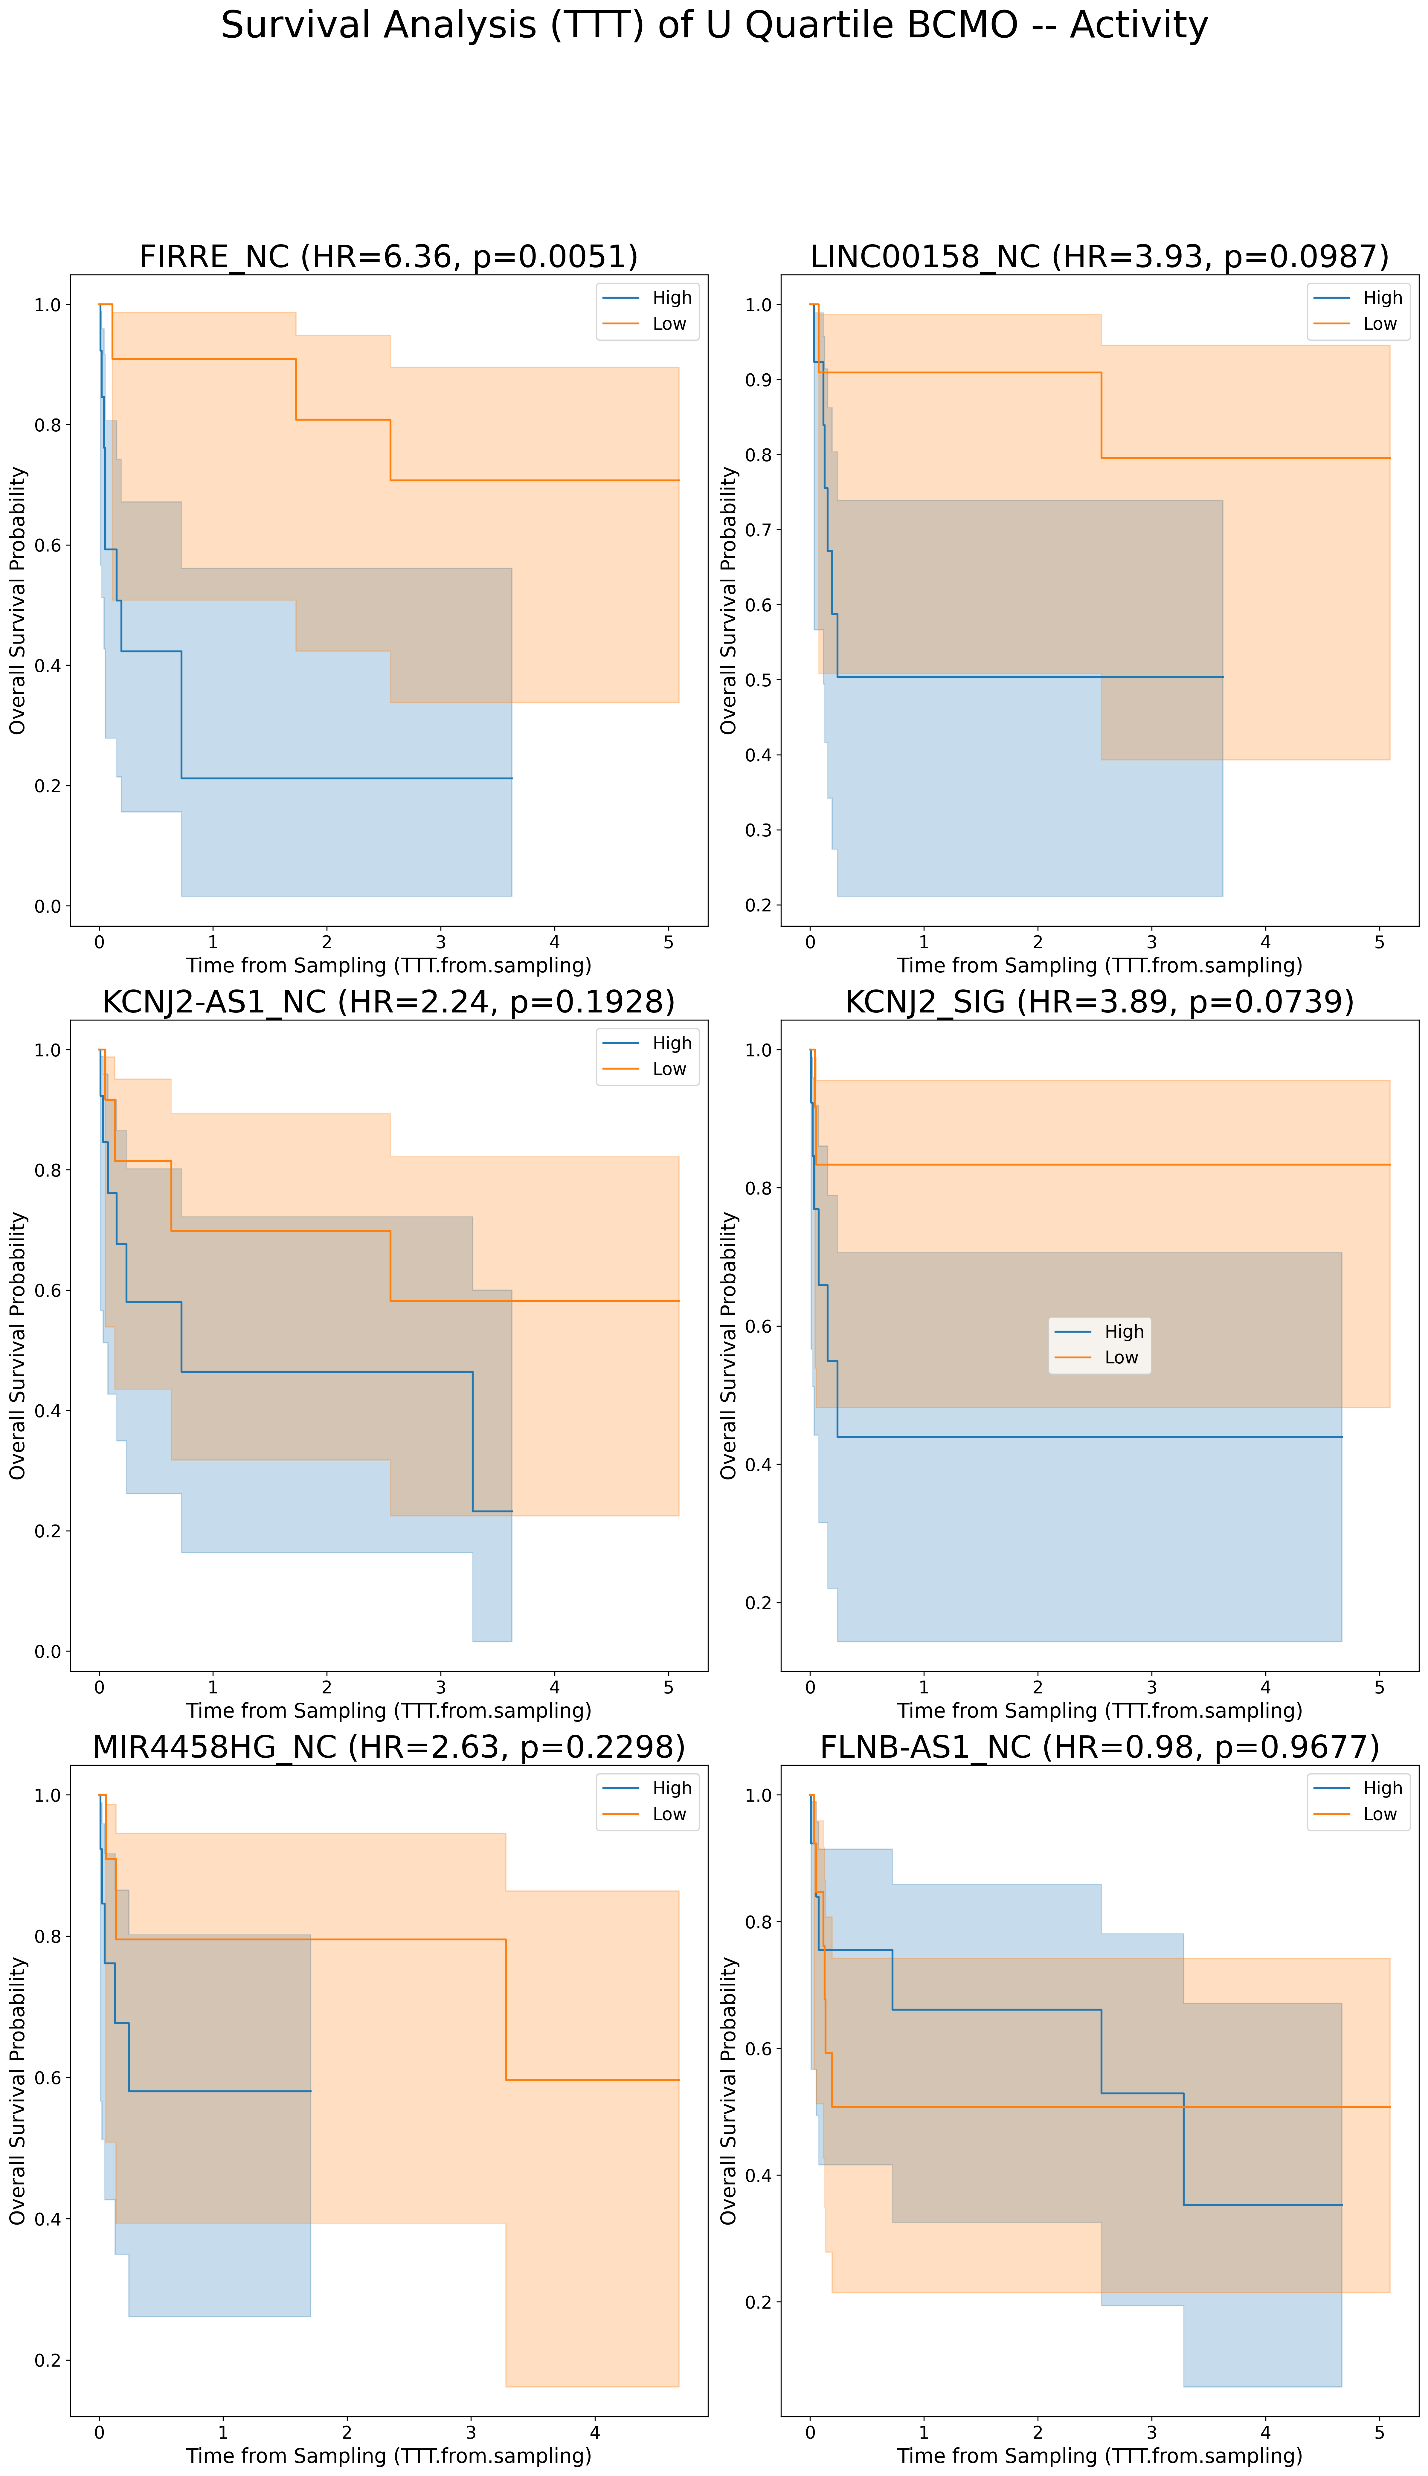 Survival Analysis (TTT) of U Quartile BCMO -- Activity
FIRRE_NC (HR=6.36, p=0.0051)
High
Low
1.0
0.8
0.6
0.4
0.2
0.0
Overall Survival Probability
0 1 2 3 4 5
Time from Sampling (TTT.from.sampling)
LINC00158_NC (HR=3.93, p=0.0987)
High
Low
1.0
0.9
0.8
0.7
0.6
0.5
0.4
0.3
0.2
Overall Survival Probability
0 1 2 3 4 5
Time from Sampling (TTT.from.sampling)
KCNJ2-AS1_NC (HR=2.24, p=0.1928)
High
Low
1.0
0.8
0.6
0.4
0.2
0.0
Overall Survival Probability
0 1 2 3 4 5
Time from Sampling (TTT.from.sampling)
KCNJ2_SIG (HR=3.89, p=0.0739)
1.0
0.8
0.6
0.4
0.2
High
Low
Overall Survival Probability
0 1 2 3 4 5
Time from Sampling (TTT.from.sampling)
MIR4458HG_NC (HR=2.63, p=0.2298)
High
Low
1.0
0.8
0.6
0.4
0.2
Overall Survival Probability
0 1 2 3 4
Time from Sampling (TTT.from.sampling)
FLNB-AS1_NC (HR=0.98, p=0.9677)
High
Low
1.0
0.8
0.6
0.4
0.2
Overall Survival Probability
0 1 2 3 4 5
Time from Sampling (TTT.from.sampling)